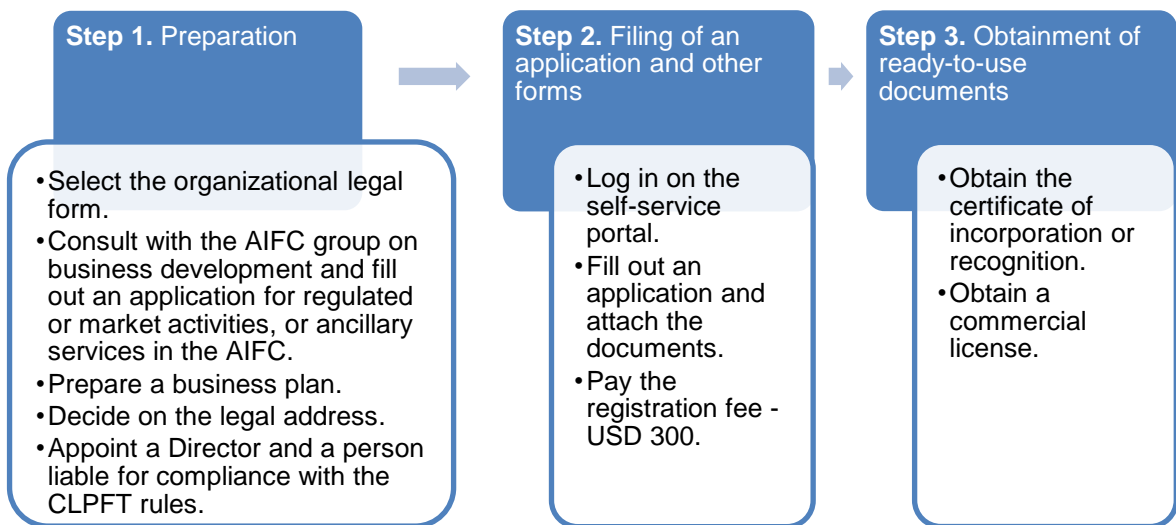 Step 1. Preparation
•Select the organizational legal
form.
•Consult with the AIFC group on
business development and fill
out an application for regulated
or market activities, or ancillary
services in the AIFC.
•Prepare a business plan.
•Decide on the legal address.
•Appoint a Director and a person
liable for compliance with the
CLPFT rules.
Step 2. Filing of an
application and other
forms
•Log in on the
self-service
portal.
•Fill out an
application and
attach the
documents.
•Pay the
registration fee -
USD 300.
Step 3. Obtainment of
ready-to-use
documents
•Obtain the
certificate of
incorporation or
recognition.
•Obtain a
commercial
license.